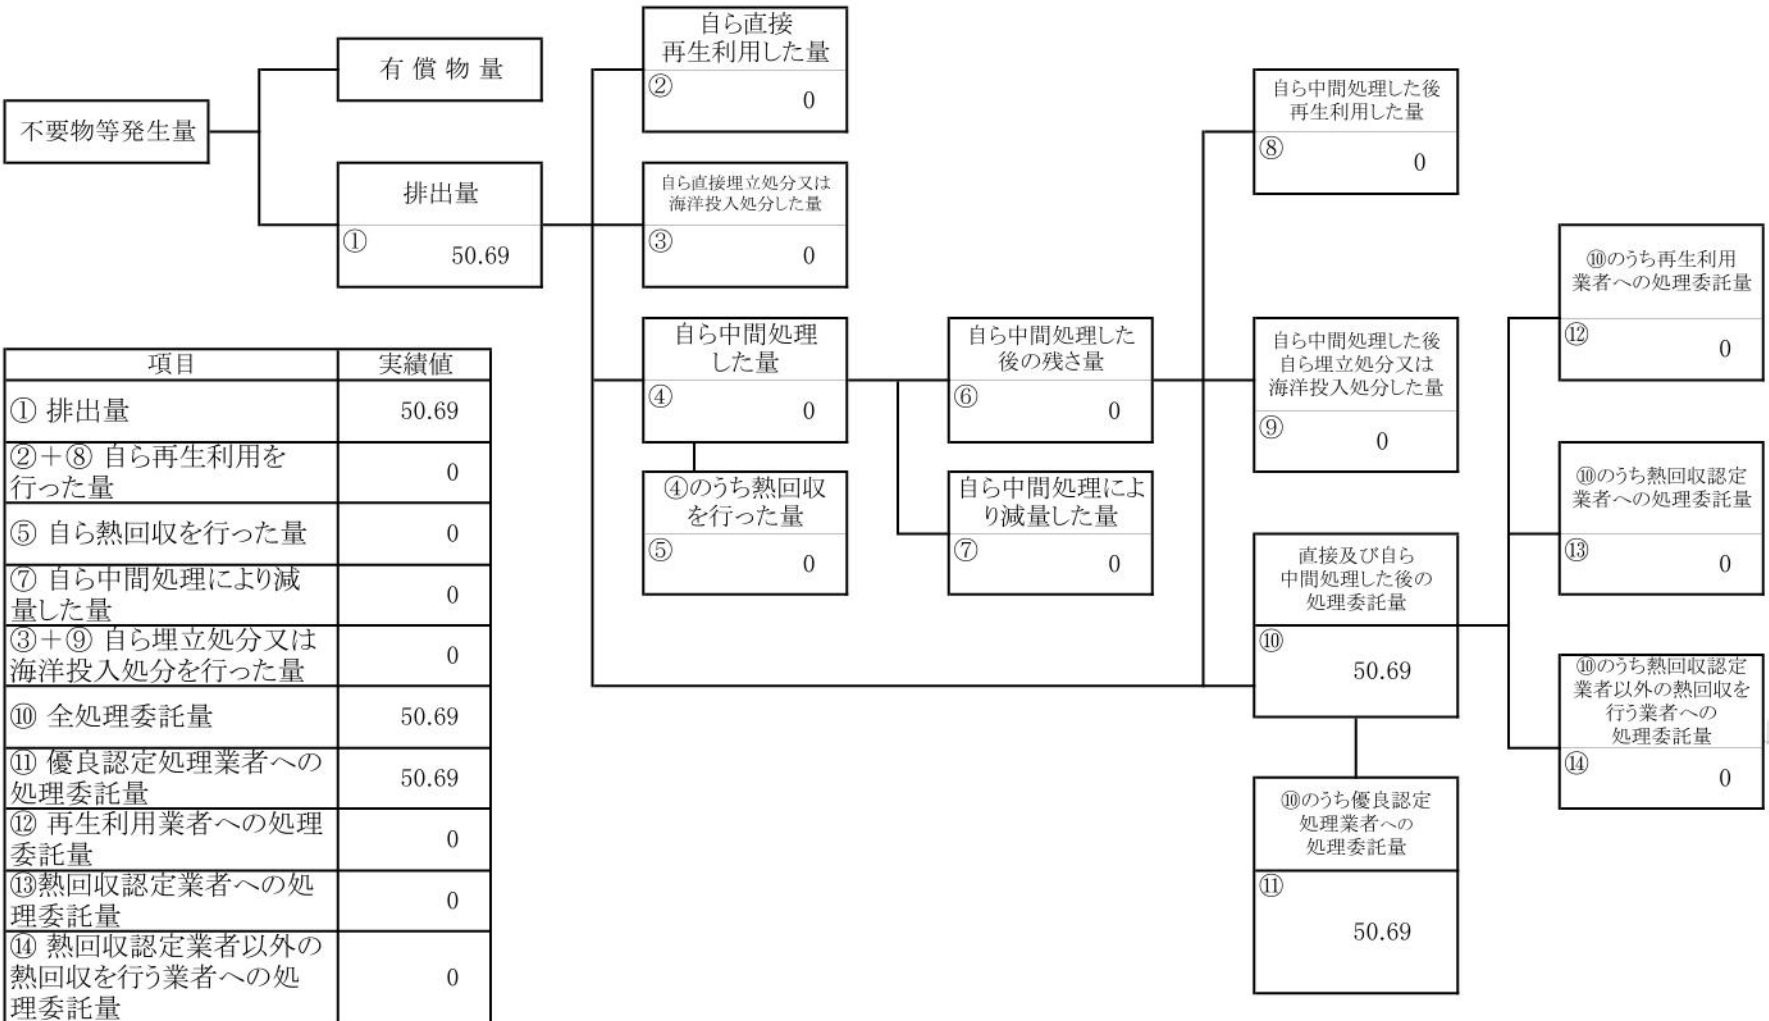 不要物等発生量
有償物量
排出量
①
50.69
自ら直接
再生利用した量
②
0
自ら直接埋立処分又は
海洋投入処分した量
③
0
自ら中間処理
した量
④
0
④のうち熱回収
を行った量
⑤
0
自ら中間処理した
後の残さ量
⑥
0
自ら中間処理によ
り減量した量
⑦
0
自ら中間処理した後
再生利用した量
⑧
0
自ら中間処理した後
自ら埋立処分又は
海洋投入処分した量
⑨
0
直接及び自ら
中間処理した後の
処理委託量
⑩
50.69
⑩のうち優良認定
処理業者への
処理委託量
⑪
50.69
⑩のうち再生利用
業者への処理委託量
⑫
0
⑩のうち熱回収認定
業者への処理委託量
⑬
0
⑩のうち熱回収認定
業者以外の熱回収を
行う業者への
処理委託量
⑭
0
項目 実績値
① 排出量 50.69
②＋⑧ 自ら再生利用を
行った量 0
⑤ 自ら熱回収を行った量 0
⑦ 自ら中間処理により減
量した量 0
③＋⑨ 自ら埋立処分又は
海洋投入処分を行った量 0
⑩ 全処理委託量 50.69
⑪ 優良認定処理業者への
処理委託量 50.69
⑫ 再生利用業者への処理
委託量 0
⑬熱回収認定業者への処
理委託量 0
⑭ 熱回収認定業者以外の
熱回収を行う業者への処
理委託量 0